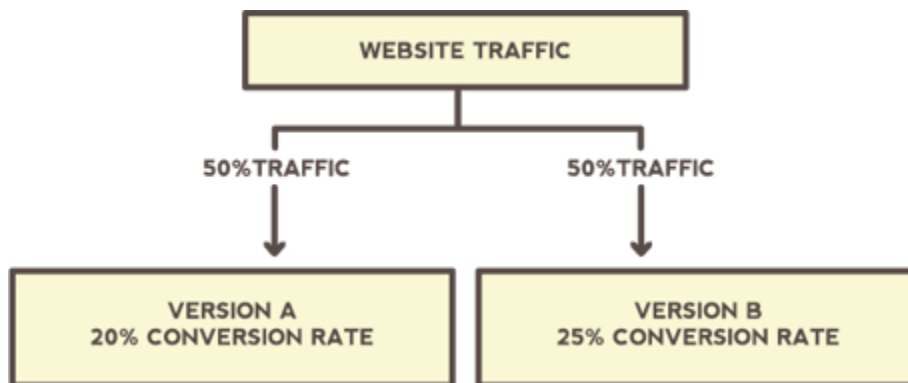 WEBSITE TRAFFIC
50%TRAFFIC
50%TRAFFIC
VERSION A
20% CONVERSION RATE
VERSION B
25% CONVERSION RATE